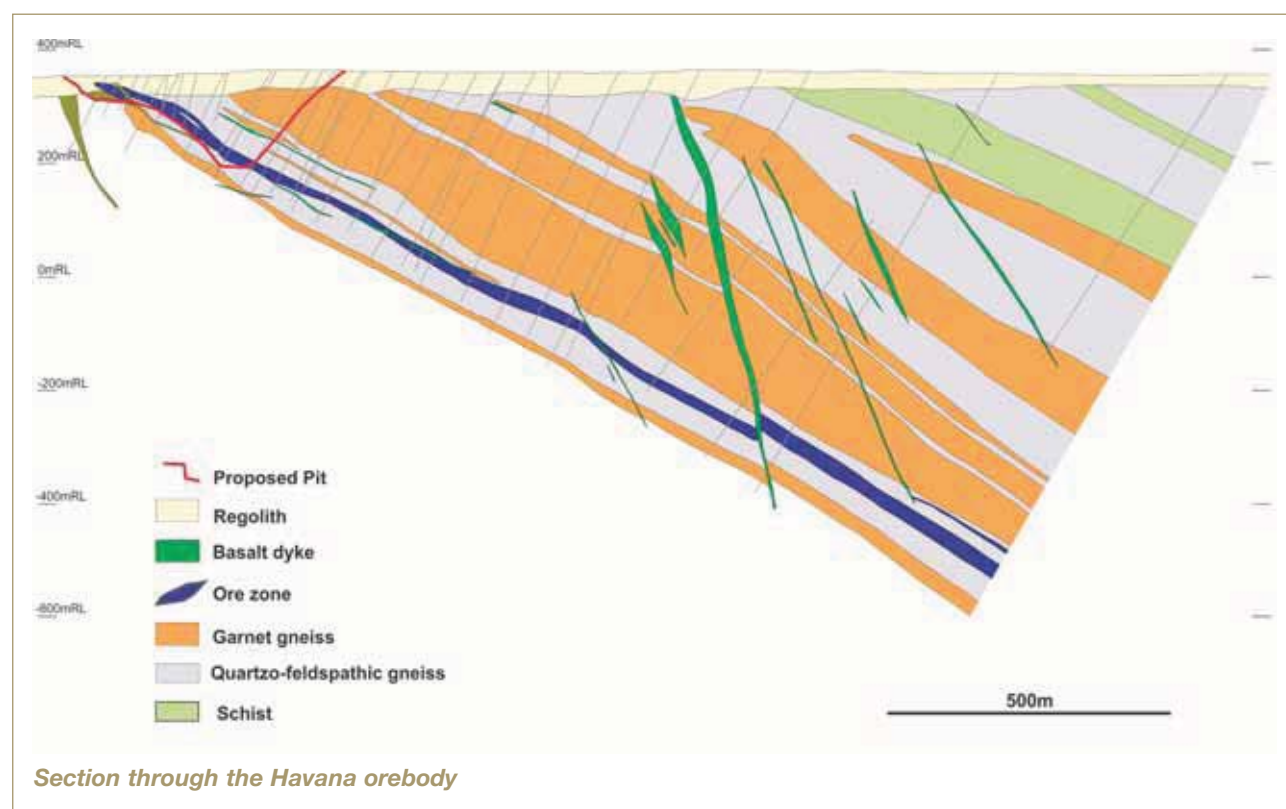 400mRL
200mRL
0mRL
-200mRL
-400mRL
-600mRL
Proposed Pit
Regolith
Basalt dyke
Ore zone
Garnet gneiss
Quartzo-feldspathic gneiss
Schist
500m
Section through the Havana orebody